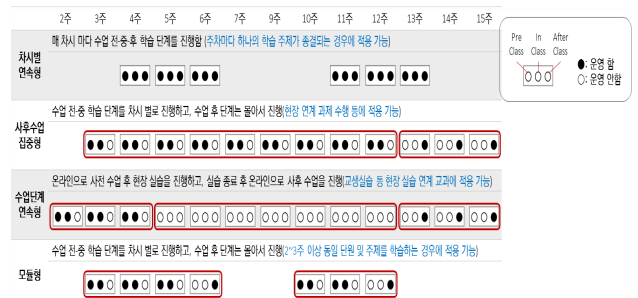 2주 3주 4주 5주 6주 7주 8주 9주 10주 11주 12주 13주 14주 15주
Pre Class In Class After Class
●: 운영 함
○: 운영 안함
차시별 연속형
매 차시 마다 수업 전·중·후 학습 단계를 진행함 (주차마다 하나의 학습 주제가 종결되는 경우에 적용 가능)
사후수업 집중형
수업 전·중 학습 단계를 차시 별로 진행하고, 수업 후 단계는 몰아서 진행(현장 연계 과제 수행 등에 적용 가능)
수업단계 연속형
온라인으로 사전 수업 후 현장 실습을 진행하고, 실습 종료 후 온라인으로 사후 수업을 진행(교생실습 등 현장 실습 연계 교과에 적용 가능)
모듈형
수업 전·중 학습 단계를 차시 별로 진행하고, 수업 후 단계는 몰아서 진행(2~3주 이상 동일 단원 및 주제를 학습하는 경우에 적용 가능)